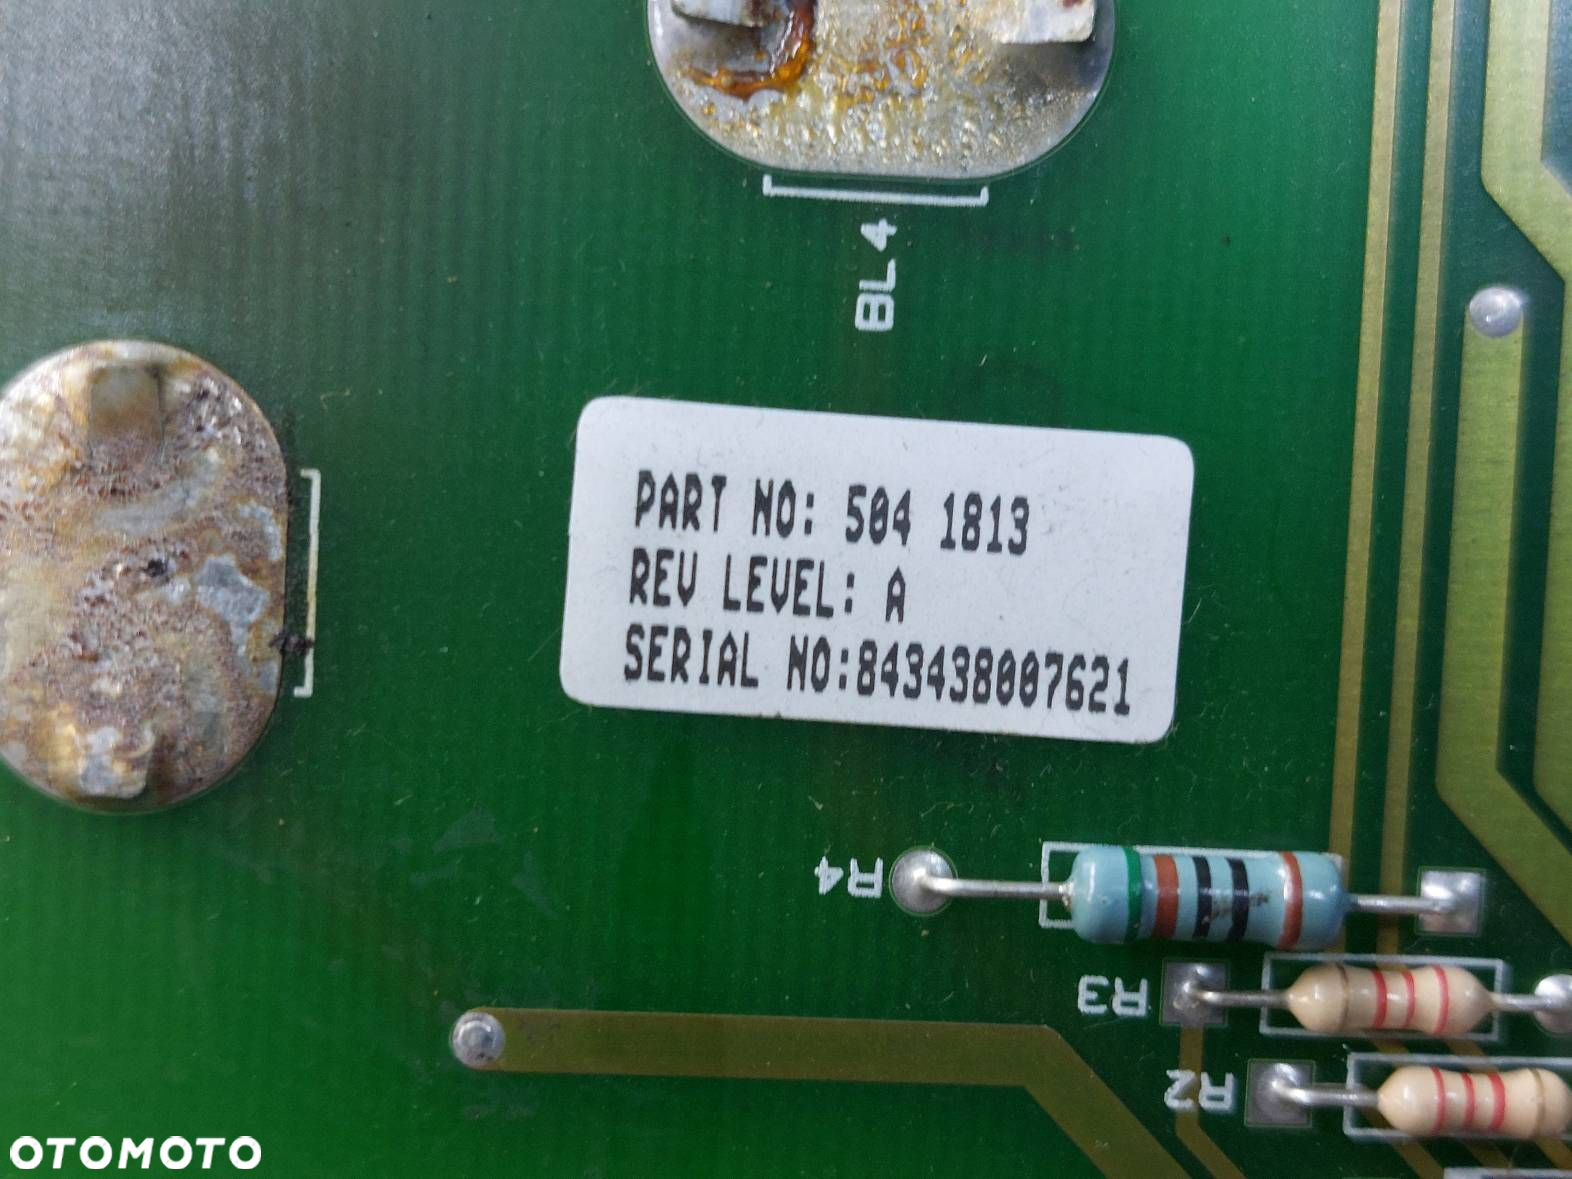 BL4
PART NO: 504 1813
REV LEVEL: A
SERIAL NO:843438007621
R4
R3
R2
OTOMOTO